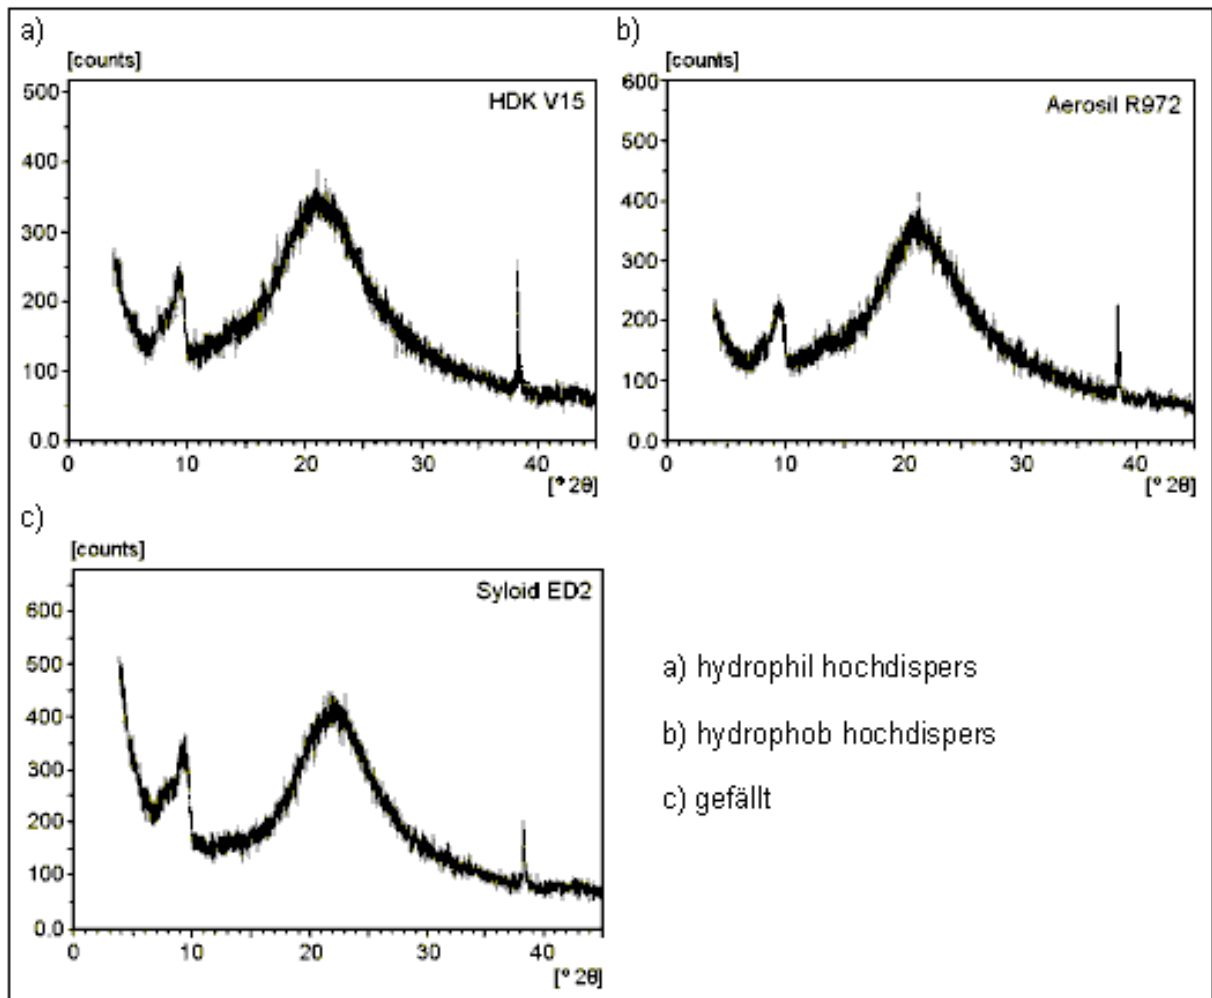 a)
[counts]
HDK V15
500
400
300
200
100
0.0
0 10 20 30 40
[° 2θ]
b)
[counts]
Aerosil R972
600
500
400
300
200
100
0.0
0 10 20 30 40
[° 2θ]
c)
[counts]
Syloid ED2
600
500
400
300
200
100
0.0
0 10 20 30 40
[° 2θ]
a) hydrophil hochdispers
b) hydrophob hochdispers
c) gefällt